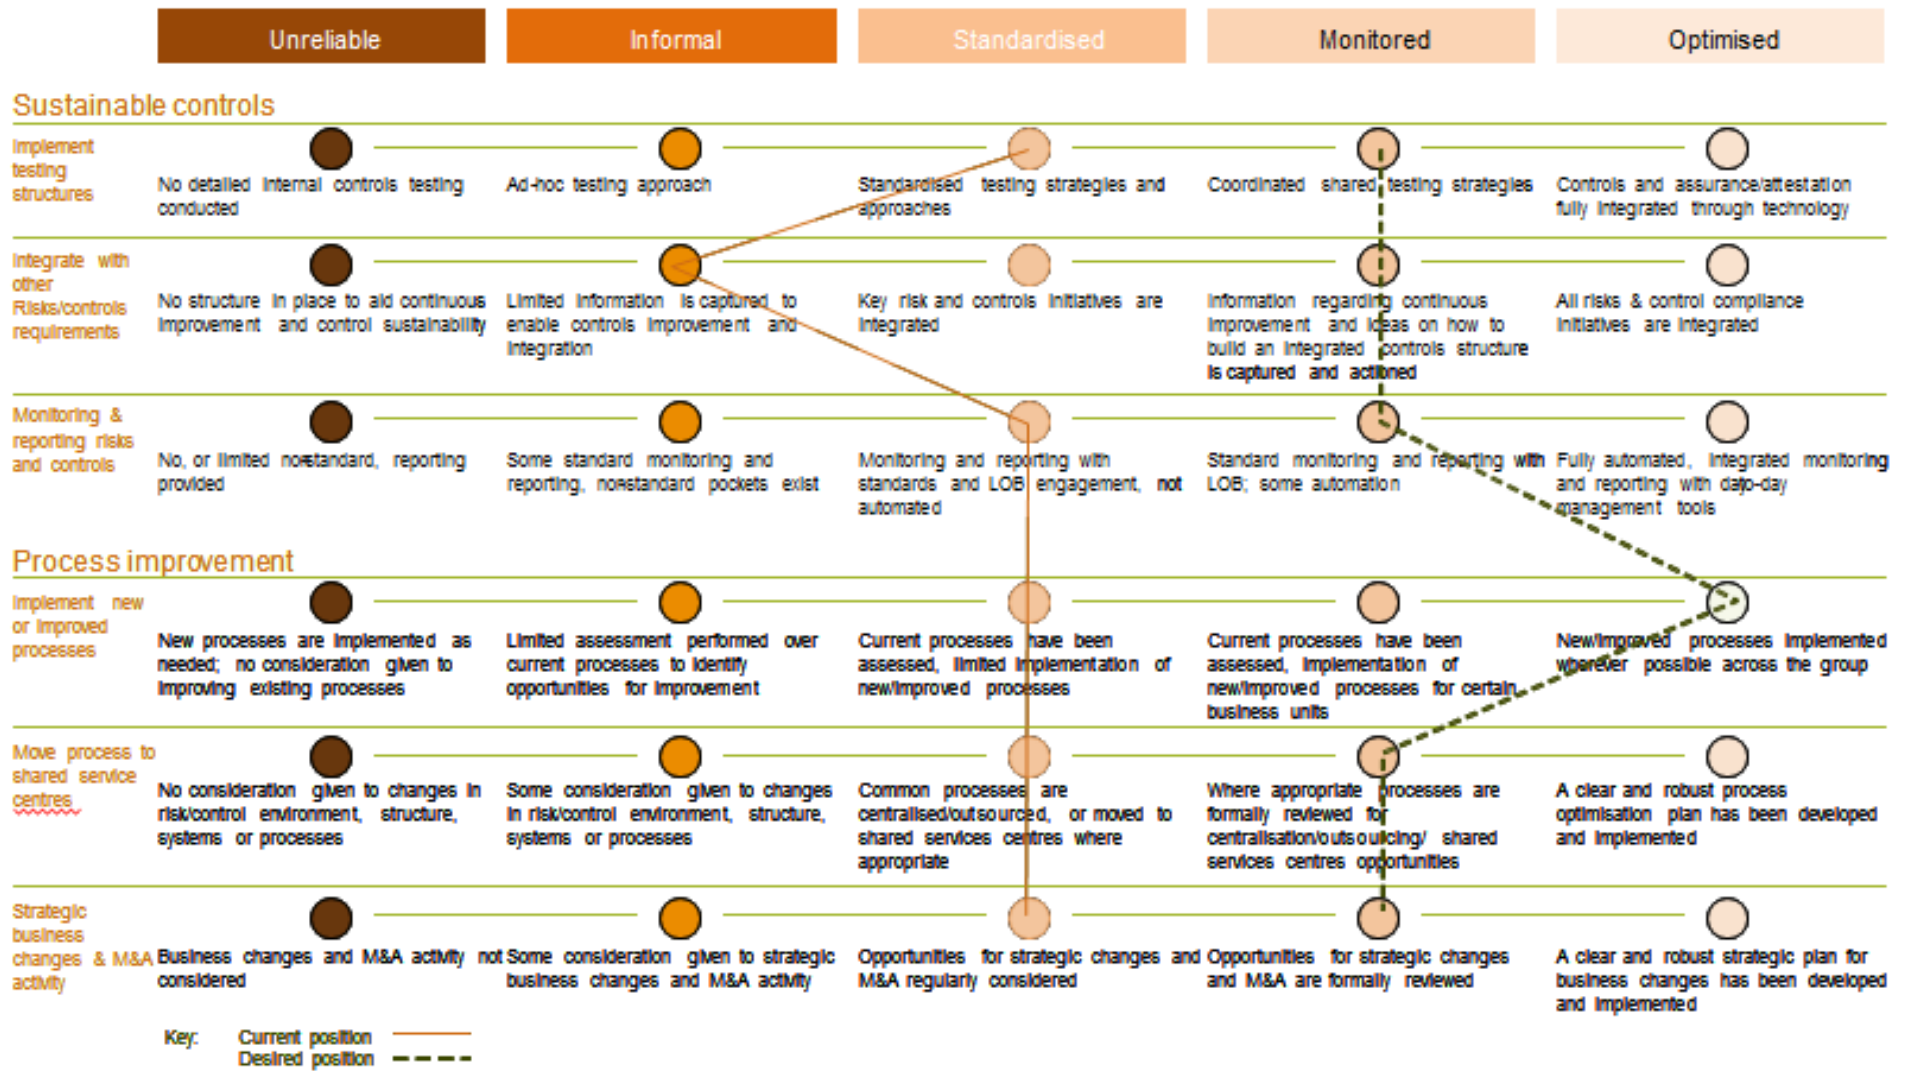 Unreliable
Informal
Standardised
Monitored
Optimised
Sustainable controls
Implement
testing
structures
No detailed internal controls testing
conducted
Ad-hoc testing approach
Standardised testing strategies and
approaches
Coordinated shared testing strategies
Controls and assurance/attestation
fully integrated through technology
Integrate with
other
Risks/controls
requirements
No structure in place to aid continuous
improvement and control sustainability
Limited information is captured to
enable controls improvement and
integration
Key risk and controls initiatives are
integrated
Information regarding continuous
improvement and ideas on how to
build an integrated controls structure
is captured and actioned
All risks & control compliance
initiatives are integrated
Monitoring &
reporting risks
and controls
No, or limited non-standard, reporting
provided
Some standard monitoring and
reporting, non-standard pockets exist
Monitoring and reporting with
standards and LOB engagement, not
automated
Standard monitoring and reporting with
LOB; some automation
Fully automated, integrated monitoring
and reporting with day-to-day
management tools
Process improvement
Implement new
or improved
processes
New processes are implemented as
needed; no consideration given to
improving existing processes
Limited assessment performed over
current processes to identify
opportunities for improvement
Current processes have been
assessed, limited implementation of
new/improved processes
Current processes have been
assessed, implementation of
new/improved processes for certain
business units
New/improved processes implemented
wherever possible across the group
Move process to
shared service
centres
No consideration given to changes in
risk/control environment, structure,
systems or processes
Some consideration given to changes
in risk/control environment, structure,
systems or processes
Common processes are
centralised/outsourced, or moved to
shared services centres where
appropriate
Where appropriate processes are
formally reviewed for
centralisation/outsourcing/ shared
services centres opportunities
A clear and robust process
optimisation plan has been developed
and implemented
Strategic
business
changes & M&A
activity
Business changes and M&A activity not
considered
Some consideration given to strategic
business changes and M&A activity
Opportunities for strategic changes and
M&A regularly considered
Opportunities for strategic changes
and M&A are formally reviewed
A clear and robust strategic plan for
business changes has been developed
and implemented
Key:
Current position
Desired position